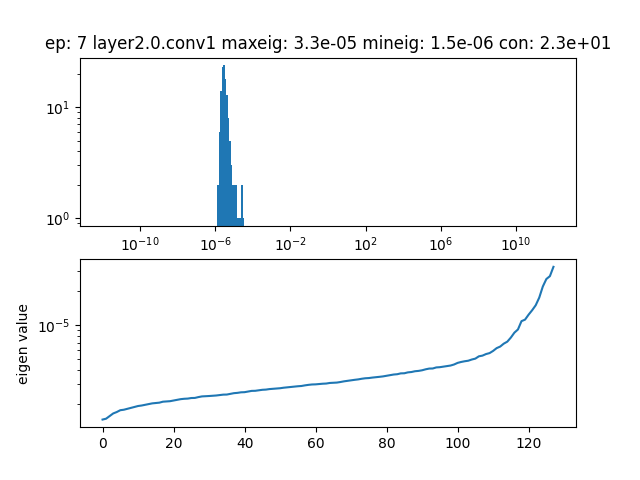 ep: 7 layer2.0.conv1 maxeig: 3.3e-05 mineig: 1.5e-06 con: 2.3e+01
10¹
10⁰
10⁻¹⁰ 10⁻⁶ 10⁻² 10² 10⁶ 10¹⁰
eigen value
10⁻⁵
0 20 40 60 80 100 120